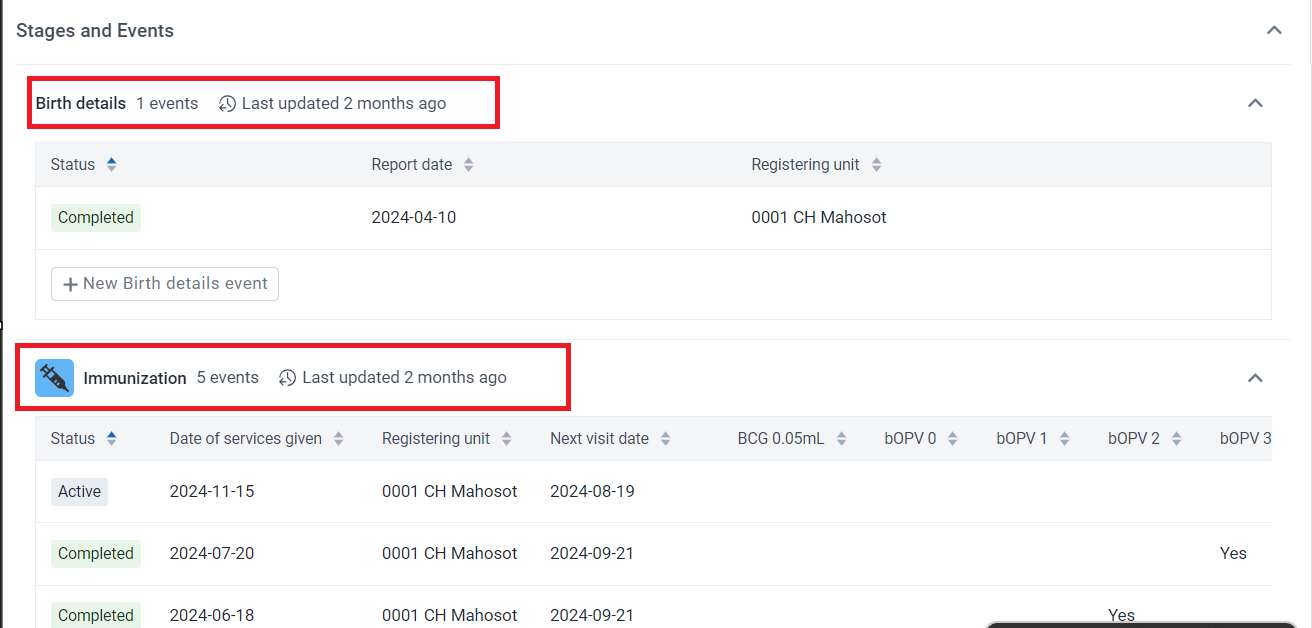 Stages and Events
Birth details 1 events Last updated 2 months ago
Status Report date Registering unit
Completed 2024-04-10 0001 CH Mahosot
New Birth details event
Immunization 5 events Last updated 2 months ago
Status Date of services given Registering unit Next visit date BCG 0.05mL bOPV 0 bOPV 1 bOPV 2 bOPV 3
Active 2024-11-15 0001 CH Mahosot 2024-08-19
Completed 2024-07-20 0001 CH Mahosot 2024-09-21 Yes
Completed 2024-06-18 0001 CH Mahosot 2024-09-21 Yes